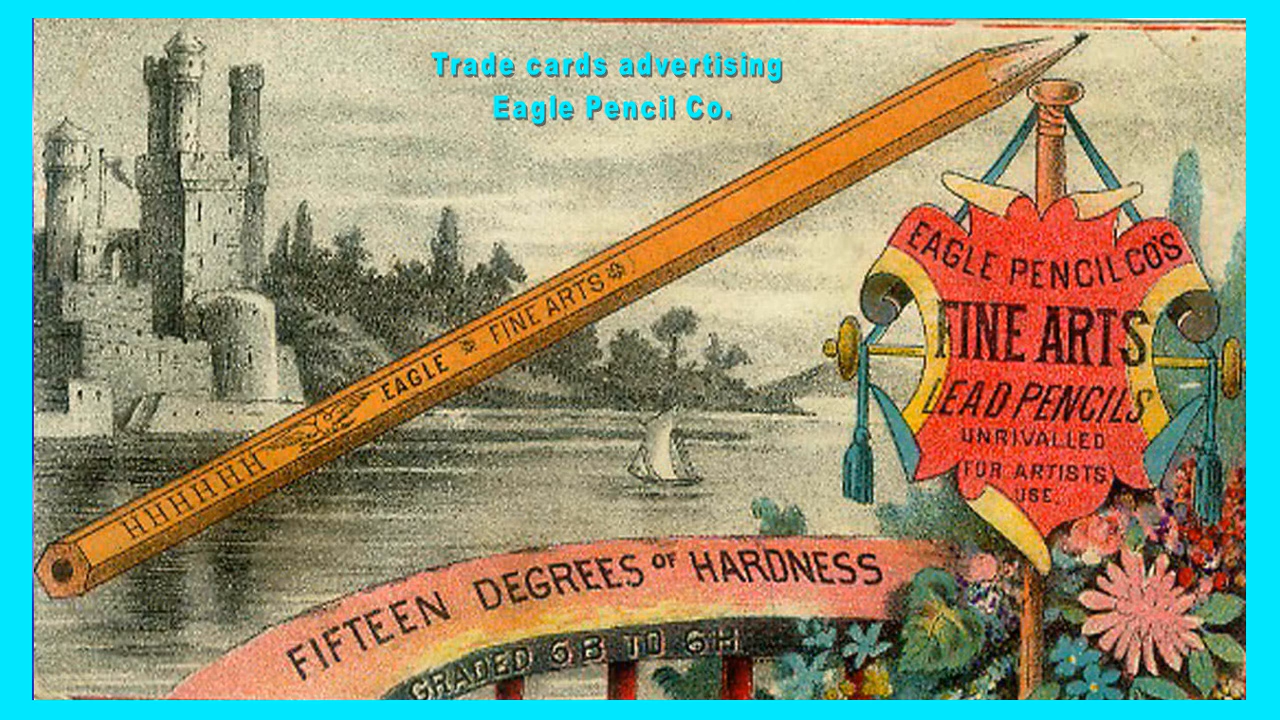 Trade cards advertising
Eagle Pencil Co.
EAGLE PENCIL CO'S
FINE ARTS
LEAD PENCILS
UNRIVALLED
FOR ARTISTS
USE.
HHHHHH EAGLE FINE ARTS
FIFTEEN DEGREES OF HARDNESS
GRADED 6B TO 6H